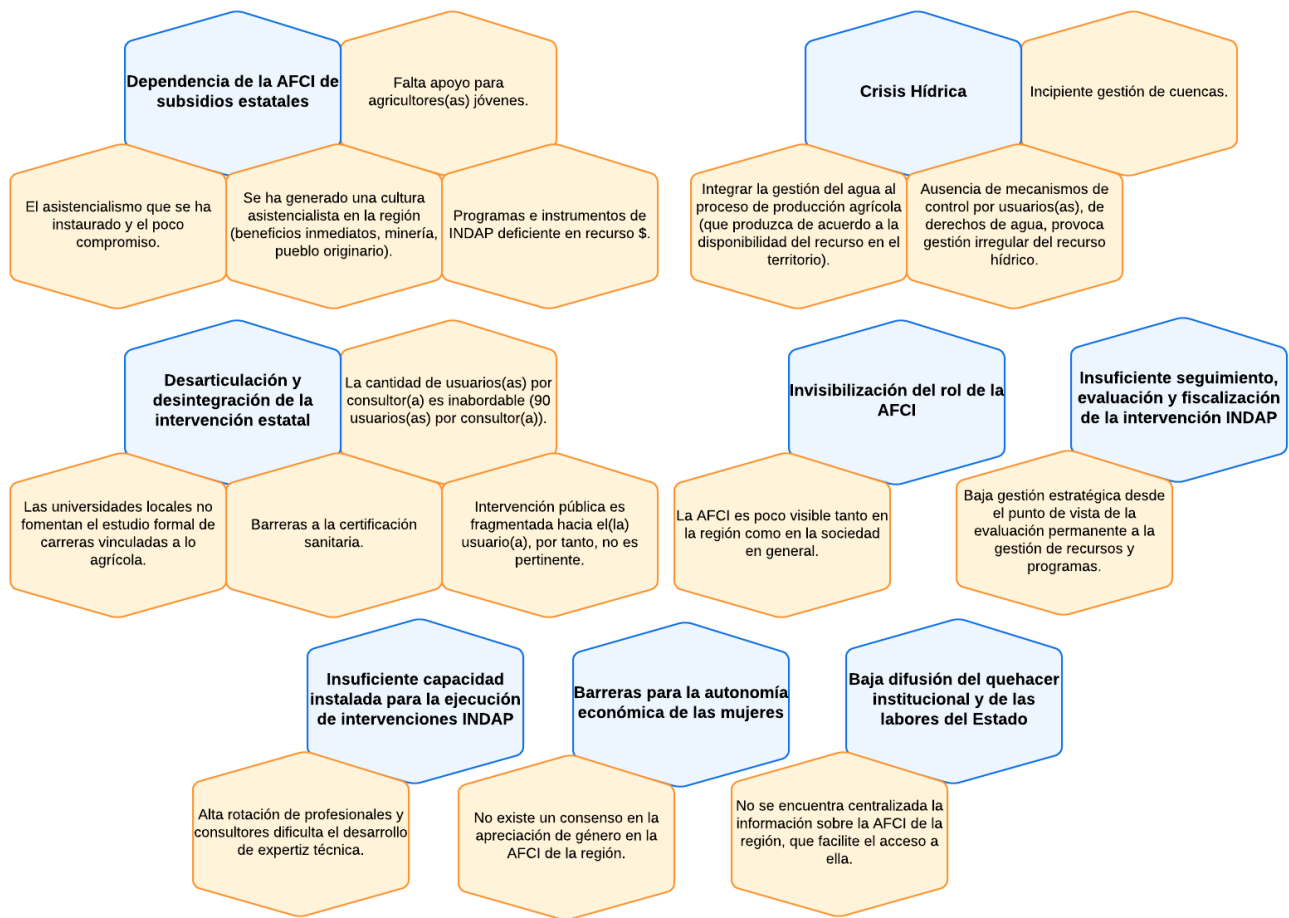 Dependencia de la AFCI de
subsidios estatales
Falta apoyo para
agricultores(as) jóvenes.
El asistencialismo que se ha
instaurado y el poco
compromiso.
Se ha generado una cultura
asistencialista en la región
(beneficios inmediatos, minería,
pueblo originario).
Programas e instrumentos de
INDAP deficiente en recurso $.
Crisis Hídrica
Incipiente gestión de cuencas.
Integrar la gestión del agua al
proceso de producción agrícola
(que produzca de acuerdo a la
disponibilidad del recurso en el
territorio).
Ausencia de mecanismos de
control por usuarios(as), de
derechos de agua, provoca
gestión irregular del recurso
hídrico.
Desarticulación y
desintegración de la
intervención estatal
La cantidad de usuarios(as) por
consultor(a) es inabordable (90
usuarios(as) por consultor(a)).
Las universidades locales no
fomentan el estudio formal de
carreras vinculadas a lo
agrícola.
Barreras a la certificación
sanitaria.
Intervención pública es
fragmentada hacia el(la)
usuario(a), por tanto, no es
pertinente.
Invisibilización del rol de la
AFCI
La AFCI es poco visible tanto en
la región como en la sociedad
en general.
Insuficiente seguimiento,
evaluación y fiscalización
de la intervención INDAP
Baja gestión estratégica desde
el punto de vista de la
evaluación permanente a la
gestión de recursos y
programas.
Insuficiente capacidad
instalada para la ejecución
de intervenciones INDAP
Alta rotación de profesionales y
consultores dificulta el desarrollo
de expertiz técnica.
Barreras para la autonomía
económica de las mujeres
No existe un consenso en la
apreciación de género en la
AFCI de la región.
Baja difusión del quehacer
institucional y de las
labores del Estado
No se encuentra centralizada la
información sobre la AFCI de la
región, que facilite el acceso a
ella.